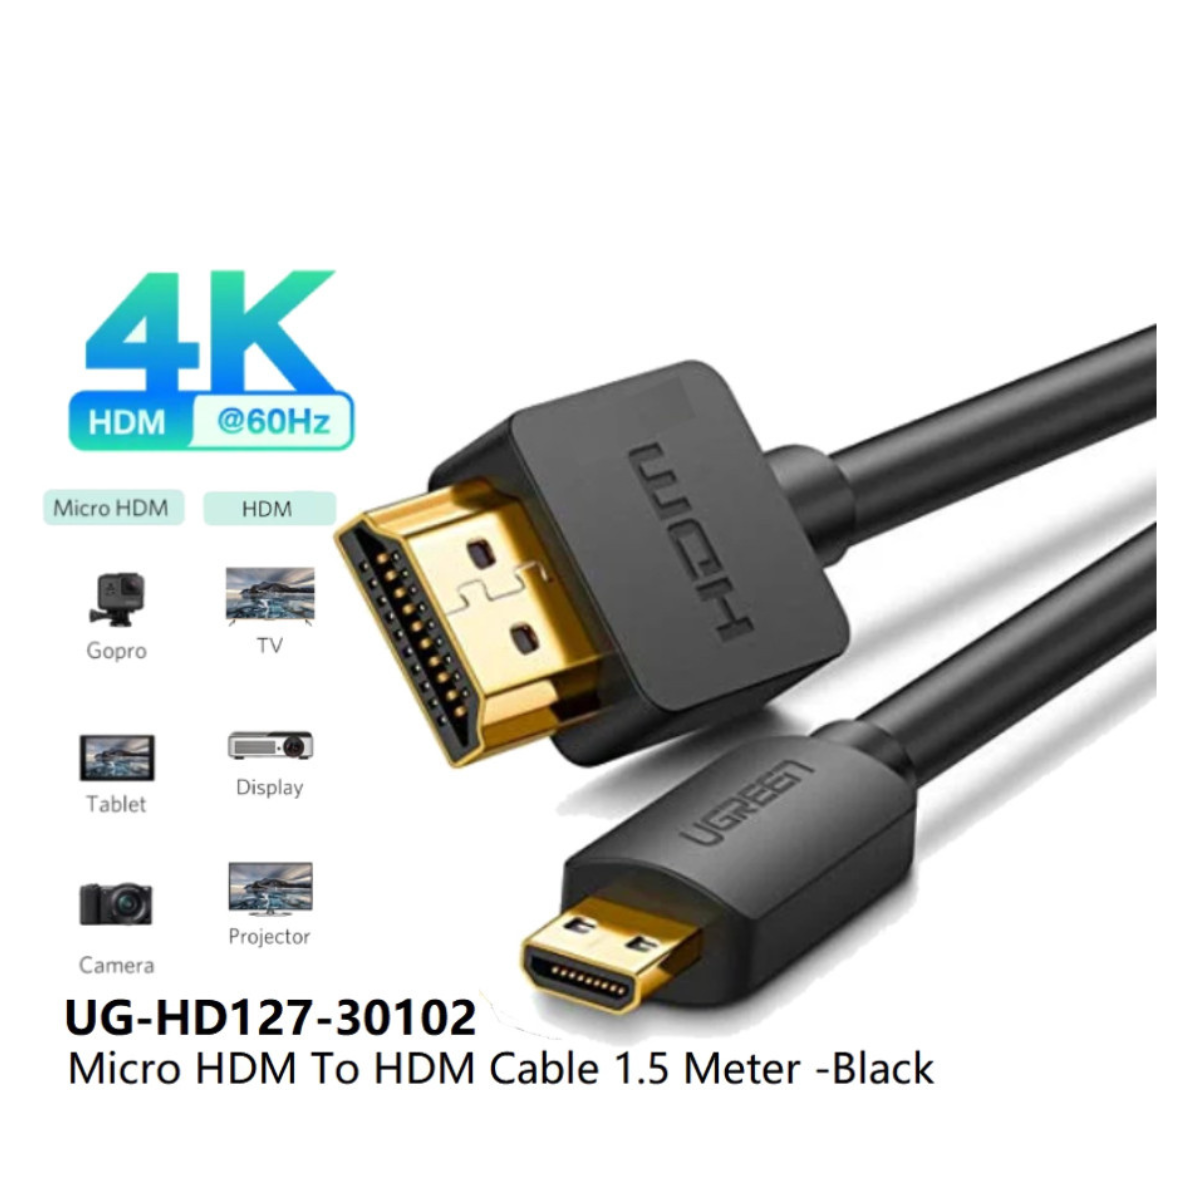 4K
HDM @60Hz
Micro HDM HDM
Gopro TV
Tablet Display
Camera Projector
HDM
UGREEN
UG-HD127-30102
Micro HDM To HDM Cable 1.5 Meter -Black